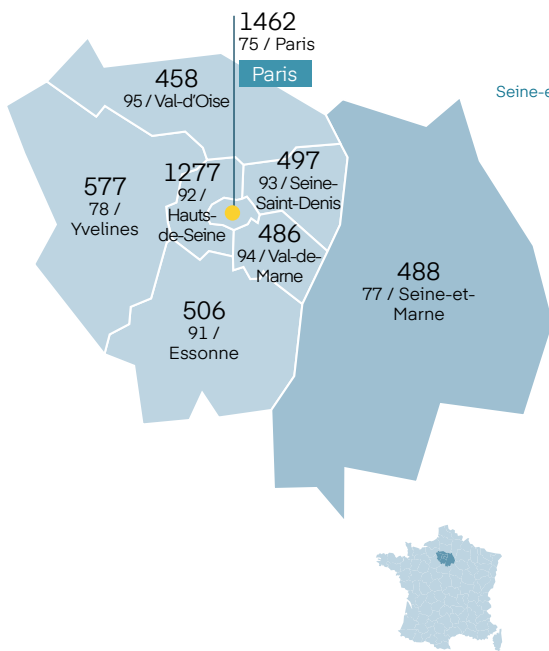 1462
75 / Paris
Paris
458
95 / Val-d'Oise
Seine-e
577
78 /
Yvelines
1277
92 /
Hauts-
de-Seine
497
93 / Seine-
Saint-Denis
486
94 / Val-de-
Marne
488
77 / Seine-et-
Marne
506
91 /
Essonne